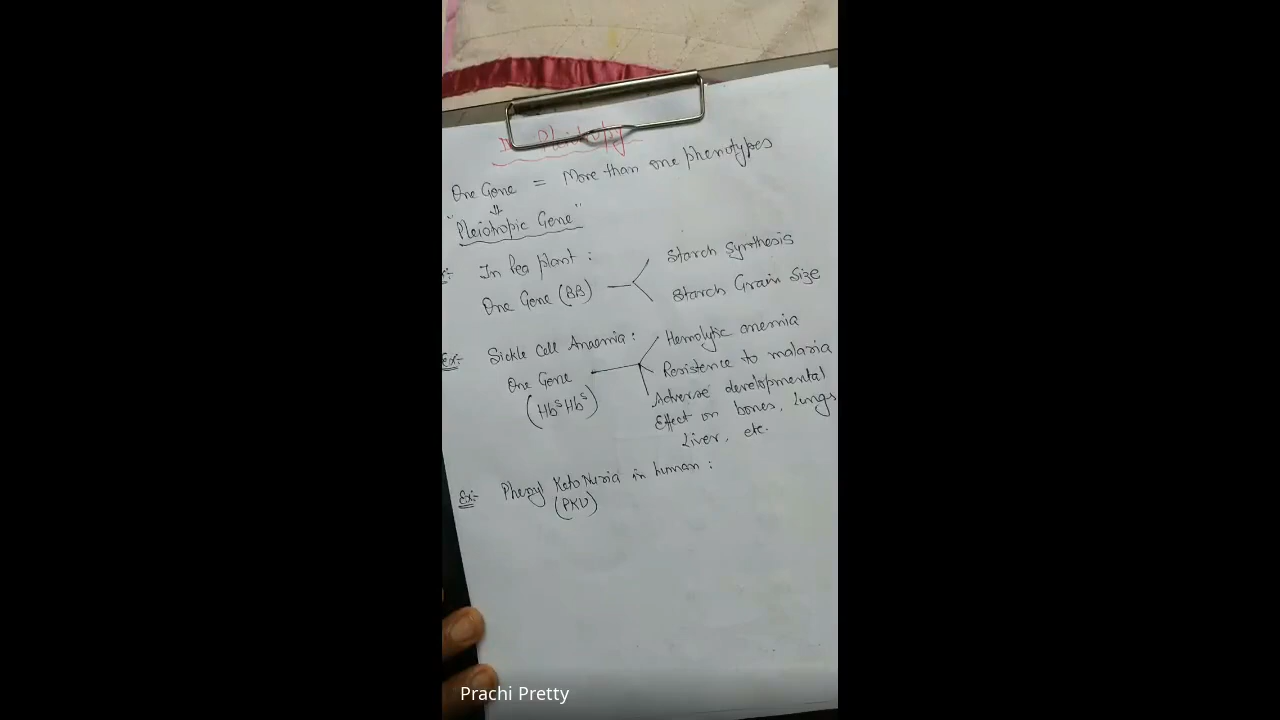 Pleiotropy
One Gene = More than one phenotypes
"Pleiotropic Gene"
In Pea plant :
One Gene (BB)
Starch Synthesis
Starch Grain Size
Ex:- Sickle Cell Anaemia :
One Gene
(Hb^S Hb^S)
Hemolytic anemia
Resistence to malaria
Adverse developmental
Effect on bones, Lungs
Liver, etc.
Ex:- Phenyl Keto Nuria in human :
(PKU)
Prachi Pretty